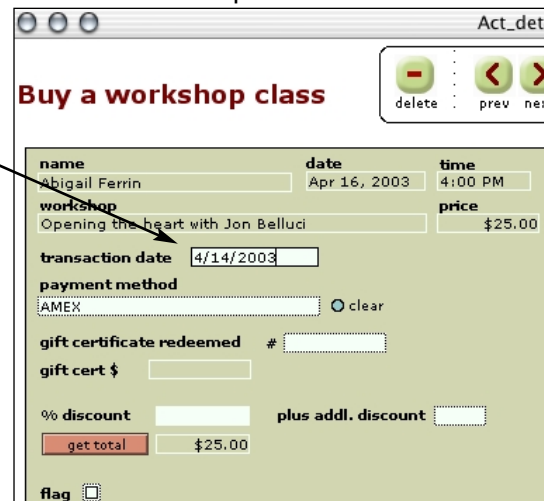 Act_det
Buy a workshop class
delete prev nex
name date time
Abigail Ferrin Apr 16, 2003 4:00 PM
workshop price
Opening the heart with Jon Belluci $25.00
transaction date 4/14/2003
payment method
AMEX clear
gift certificate redeemed #
gift cert $
% discount plus addl. discount
get total $25.00
flag